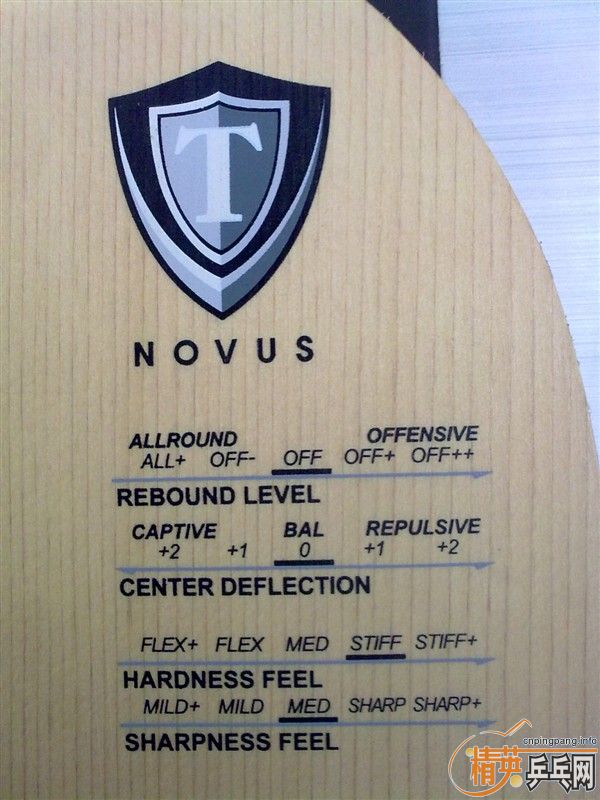 T
NOVUS
ALLROUND OFFENSIVE
ALL+ OFF- OFF OFF+ OFF++
REBOUND LEVEL
CAPTIVE BAL REPULSIVE
+2 +1 0 +1 +2
CENTER DEFLECTION
FLEX+ FLEX MED STIFF STIFF+
HARDNESS FEEL
MILD+ MILD MED SHARP SHARP+
SHARPNESS FEEL
cnpingpang.info
精英乒乓网